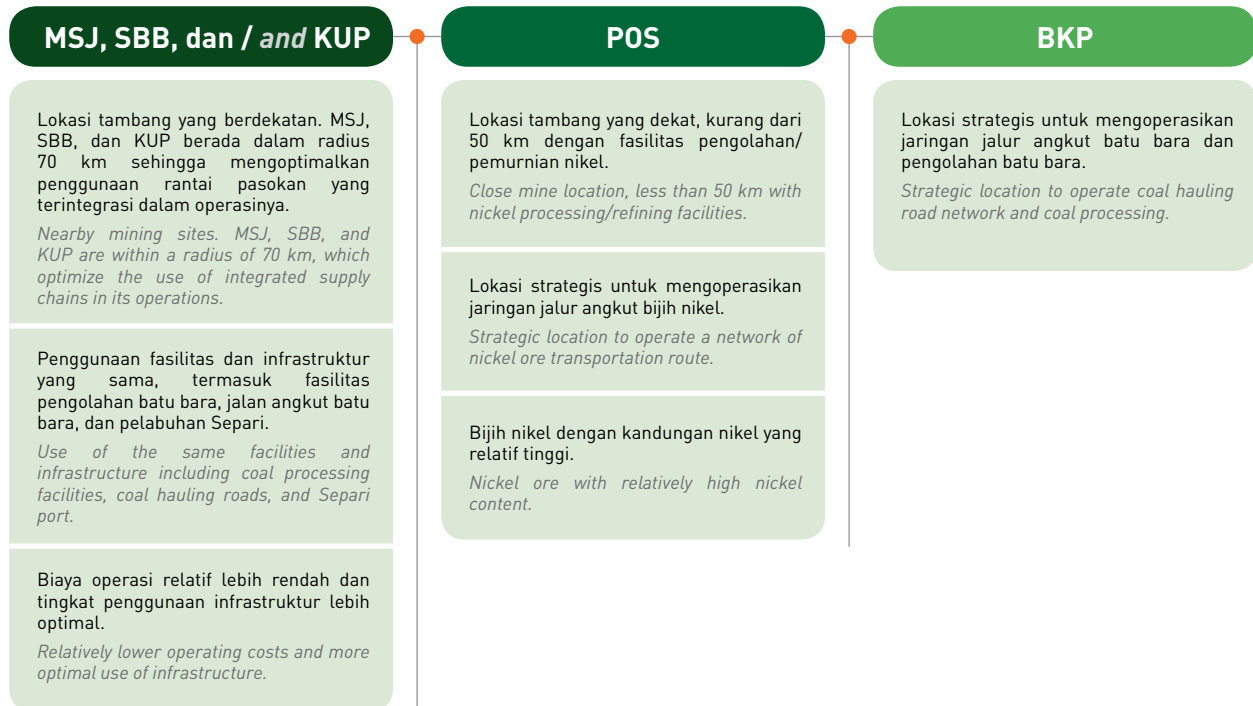 MSJ, SBB, dan / and KUP
Lokasi tambang yang berdekatan. MSJ,
SBB, dan KUP berada dalam radius
70 km sehingga mengoptimalkan
penggunaan rantai pasokan yang
terintegrasi dalam operasinya.
Nearby mining sites. MSJ, SBB, and
KUP are within a radius of 70 km, which
optimize the use of integrated supply
chains in its operations.
Penggunaan fasilitas dan infrastruktur
yang sama, termasuk fasilitas
pengolahan batu bara, jalan angkut batu
bara, dan pelabuhan Separi.
Use of the same facilities and
infrastructure including coal processing
facilities, coal hauling roads, and Separi
port.
Biaya operasi relatif lebih rendah dan
tingkat penggunaan infrastruktur lebih
optimal.
Relatively lower operating costs and more
optimal use of infrastructure.
POS
Lokasi tambang yang dekat, kurang dari
50 km dengan fasilitas pengolahan/
pemurnian nikel.
Close mine location, less than 50 km with
nickel processing/refining facilities.
Lokasi strategis untuk mengoperasikan
jaringan jalur angkut bijih nikel.
Strategic location to operate a network of
nickel ore transportation route.
Bijih nikel dengan kandungan nikel yang
relatif tinggi.
Nickel ore with relatively high nickel
content.
BKP
Lokasi strategis untuk mengoperasikan
jaringan jalur angkut batu bara dan
pengolahan batu bara.
Strategic location to operate coal hauling
road network and coal processing.